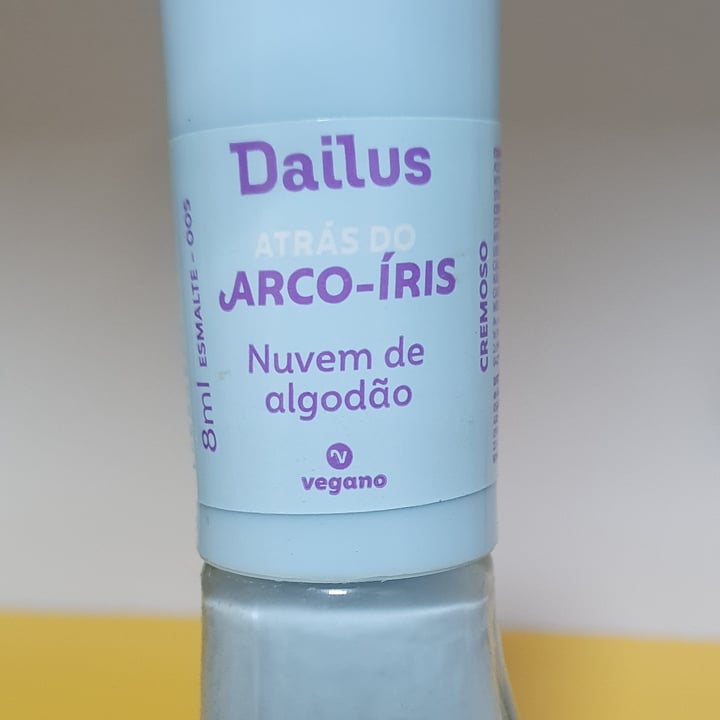 Dailus
ATRÁS DO
ARCO-ÍRIS
Nuvem de
algodão
vegano
8ml ESMALTE - 005
CREMOSO